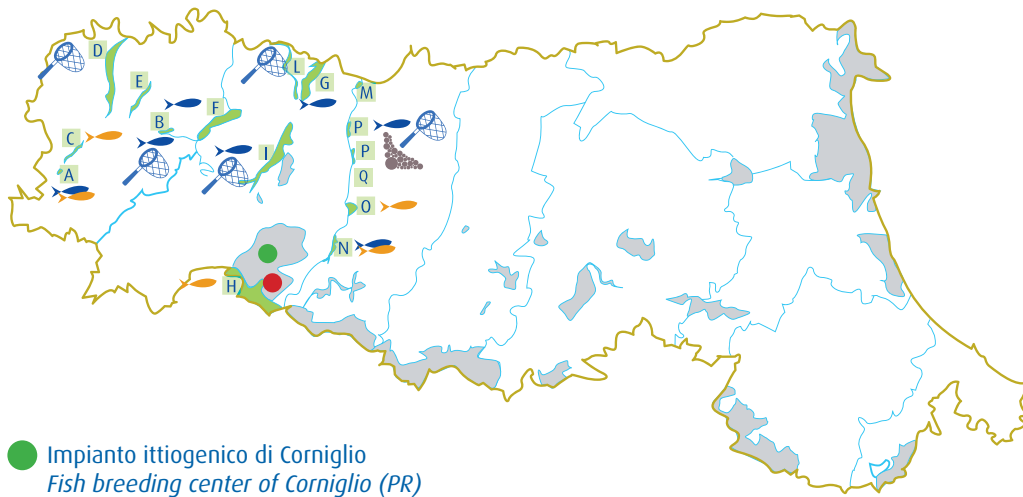 D
L
G
E
M
F
B
P
C
P
I
A
Q
O
N
H
Impianto ittiogenico di Corniglio
Fish breeding center of Corniglio (PR)